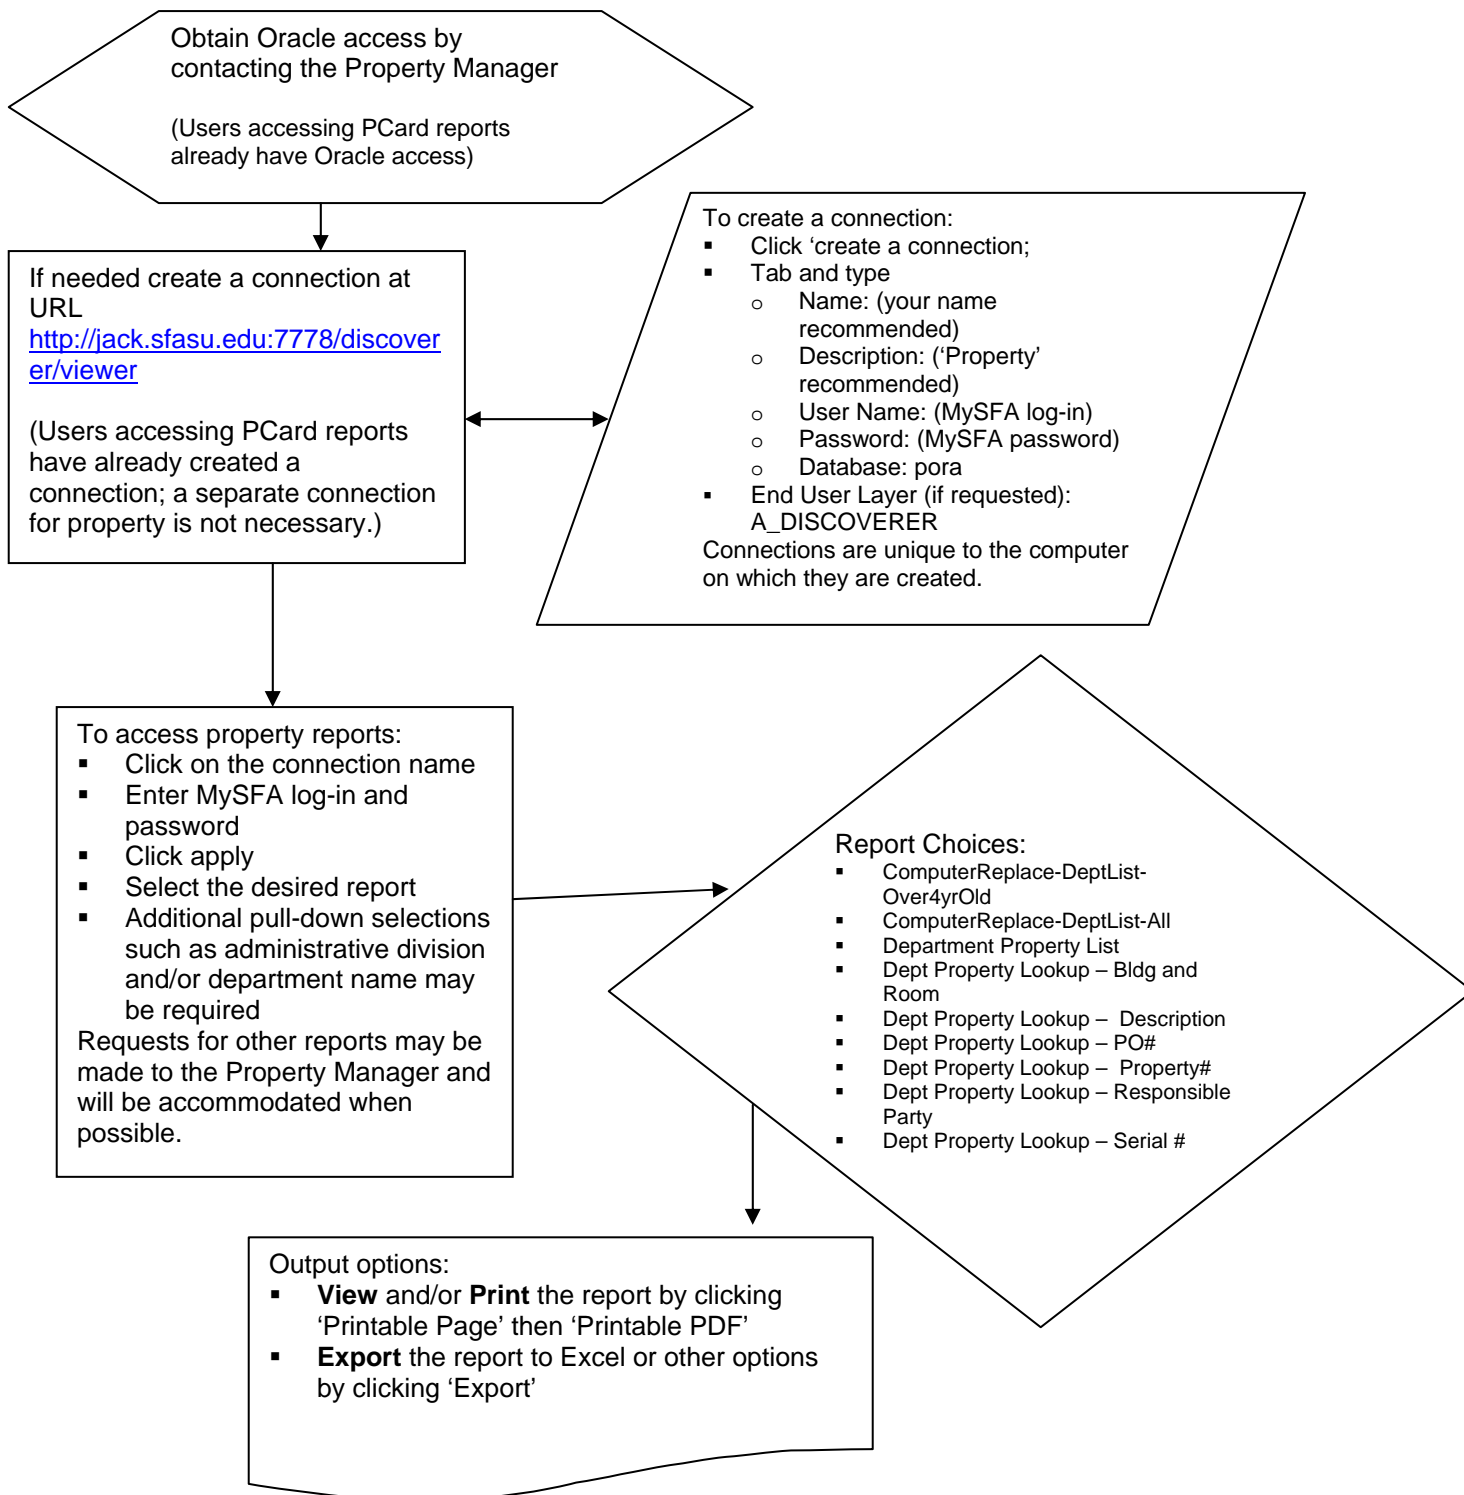 Obtain Oracle access by
contacting the Property Manager
(Users accessing PCard reports
already have Oracle access)
If needed create a connection at
URL
http://jack.sfasu.edu:7778/discover
er/viewer
(Users accessing PCard reports
have already created a
connection; a separate connection
for property is not necessary.)
To create a connection:
▪ Click ‘create a connection;
▪ Tab and type
o Name: (your name
recommended)
o Description: (‘Property’
recommended)
o User Name: (MySFA log-in)
o Password: (MySFA password)
o Database: pora
▪ End User Layer (if requested):
A_DISCOVERER
Connections are unique to the computer
on which they are created.
To access property reports:
▪ Click on the connection name
▪ Enter MySFA log-in and
password
▪ Click apply
▪ Select the desired report
▪ Additional pull-down selections
such as administrative division
and/or department name may
be required
Requests for other reports may be
made to the Property Manager and
will be accommodated when
possible.
Report Choices:
▪ ComputerReplace-DeptList-
Over4yrOld
▪ ComputerReplace-DeptList-All
▪ Department Property List
▪ Dept Property Lookup – Bldg and
Room
▪ Dept Property Lookup – Description
▪ Dept Property Lookup – PO#
▪ Dept Property Lookup – Property#
▪ Dept Property Lookup – Responsible
Party
▪ Dept Property Lookup – Serial #
Output options:
▪ View and/or Print the report by clicking
‘Printable Page’ then ‘Printable PDF’
▪ Export the report to Excel or other options
by clicking ‘Export’